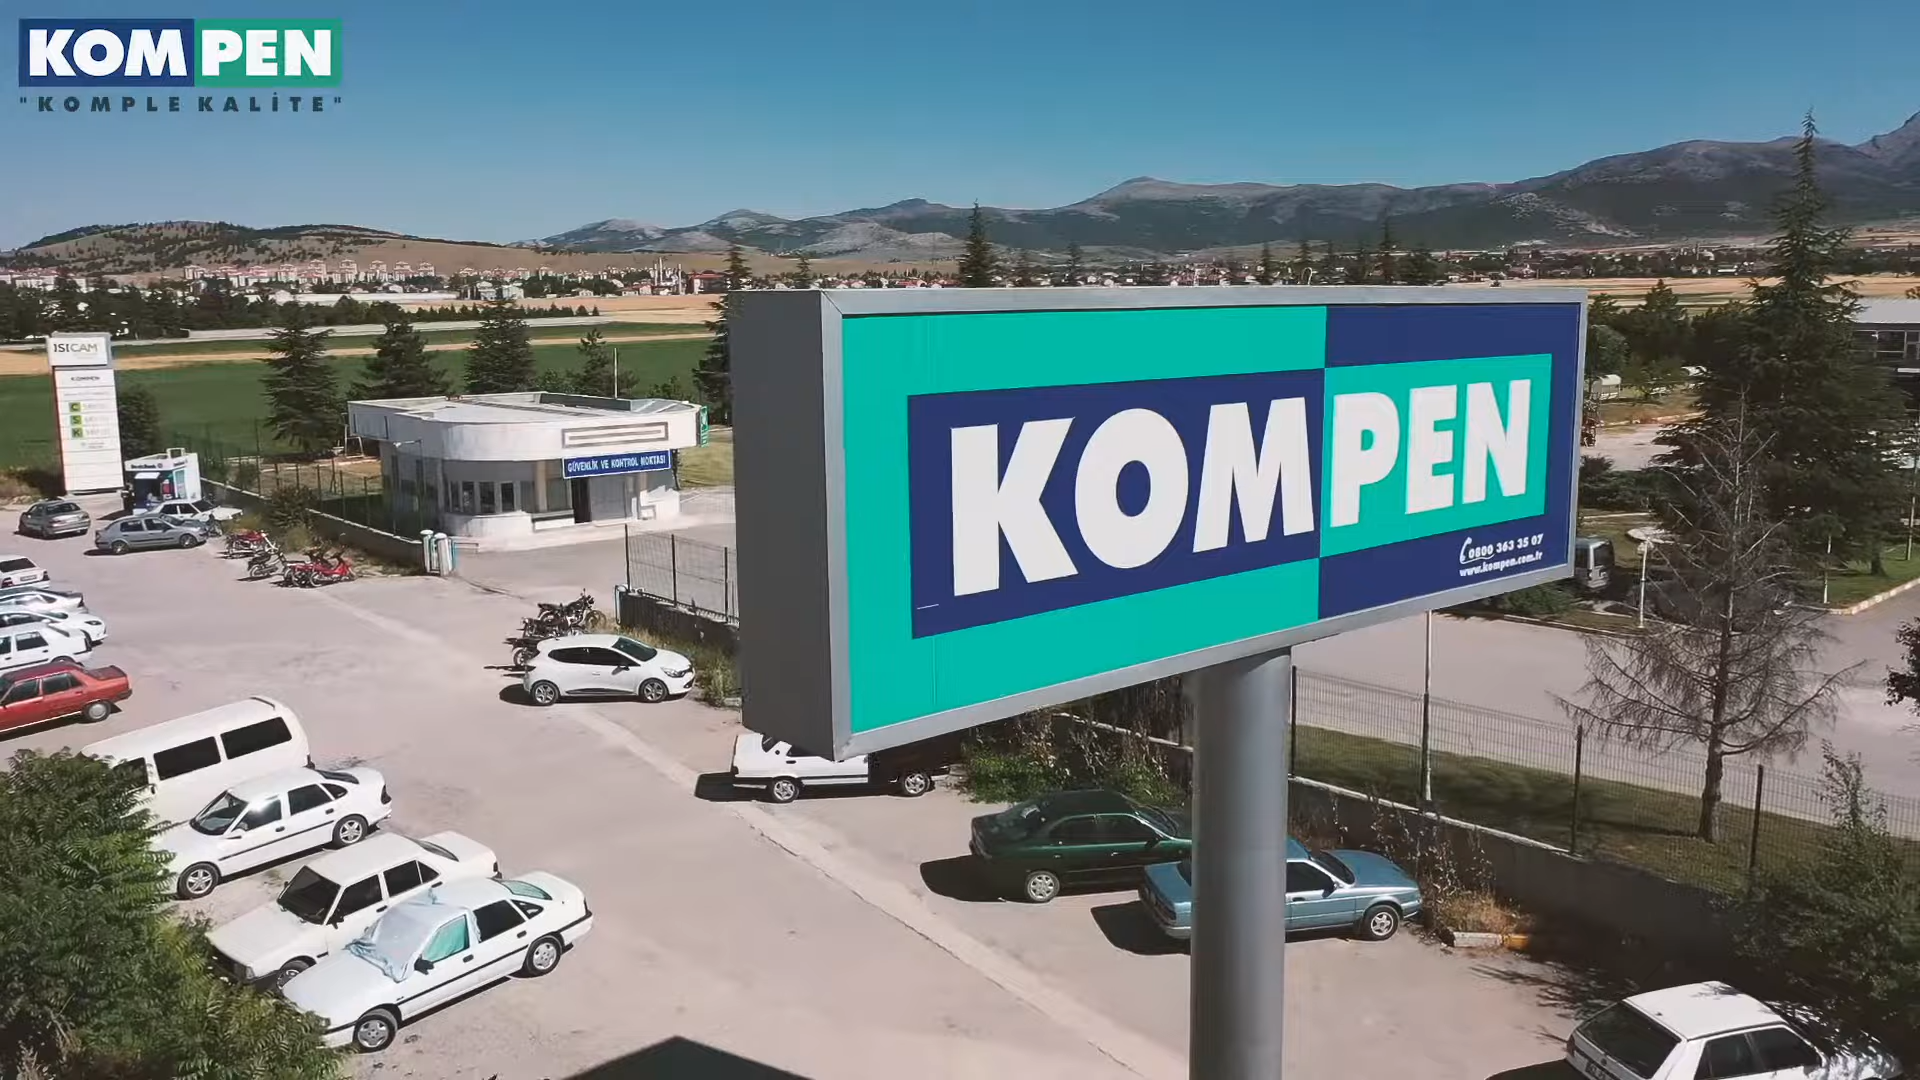 KOMPEN
"KOMPLE KALİTE"
ISICAM
KOMPEN
C
S
K
GÜVENLİK VE KONTROL NOKTASI
KOMPEN
0800 363 35 07
www.kompen.com.tr